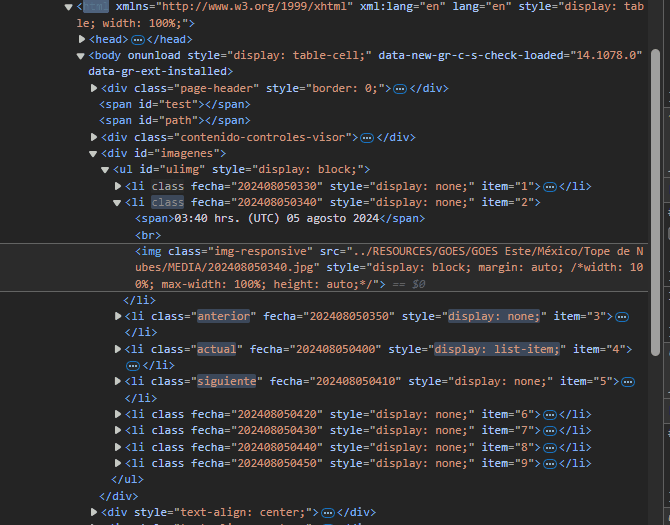 <html xmlns="http://www.w3.org/1999/xhtml" xml:lang="en" lang="en" style="display: tab
le; width: 100%;">
<head> </head>
<body onunload style="display: table-cell;" data-new-gr-c-s-check-loaded="14.1078.0"
data-gr-ext-installed>
<div class="page-header" style="border: 0;"> </div>
<span id="test"></span>
<span id="path"></span>
<div class="contenido-controles-visor"> </div>
<div id="imagenes">
<ul id="ulimg" style="display: block;">
<li class fecha="202408050330" style="display: none;" item="1"> </li>
<li class fecha="202408050340" style="display: none;" item="2">
<span>03:40 hrs. (UTC) 05 agosto 2024</span>
<br>
<img class="img-responsive" src="../RESOURCES/GOES/GOES Este/México/Tope de N
ubes/MEDIA/202408050340.jpg" style="display: block; margin: auto; /*width: 10
0%; max-width: 100%; height: auto;*/"> == $0
</li>
<li class="anterior" fecha="202408050350" style="display: none;" item="3">
</li>
<li class="actual" fecha="202408050400" style="display: list-item;" item="4">
</li>
<li class="siguiente" fecha="202408050410" style="display: none;" item="5">
</li>
<li class fecha="202408050420" style="display: none;" item="6"> </li>
<li class fecha="202408050430" style="display: none;" item="7"> </li>
<li class fecha="202408050440" style="display: none;" item="8"> </li>
<li class fecha="202408050450" style="display: none;" item="9"> </li>
</ul>
</div>
<div style="text-align: center;"> </div>